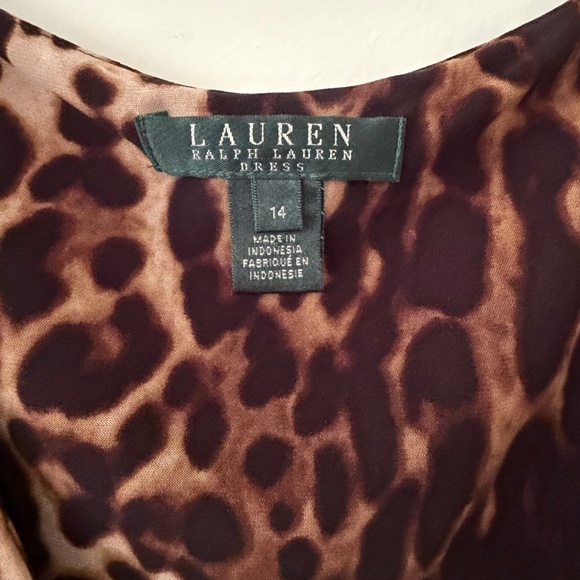 LAUREN
RALPH LAUREN
DRESS
14
MADE IN
INDONESIA
FABRIQUÉ EN
INDONESIE